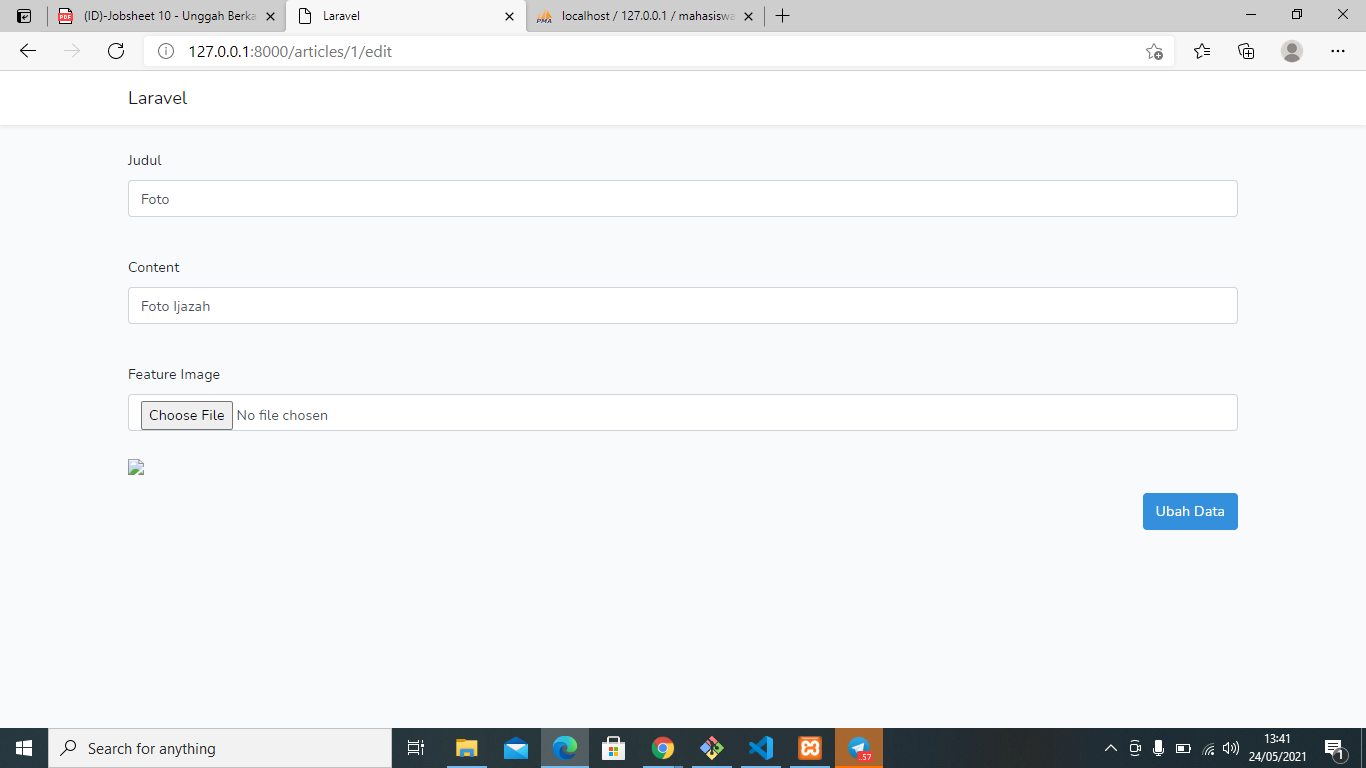 (ID)-Jobsheet 10 - Unggah Berka
Laravel
localhost / 127.0.0.1 / mahasiswa
127.0.0.1:8000/articles/1/edit
Laravel
Judul
Foto
Content
Foto Ijazah
Feature Image
Choose File No file chosen
Ubah Data
Search for anything
13:41
24/05/2021